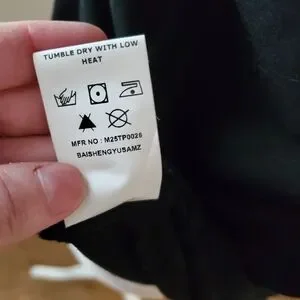 TUMBLE DRY WITH LOW
HEAT
MFR NO : M25TP0026
BAISHENGYUSAMZ